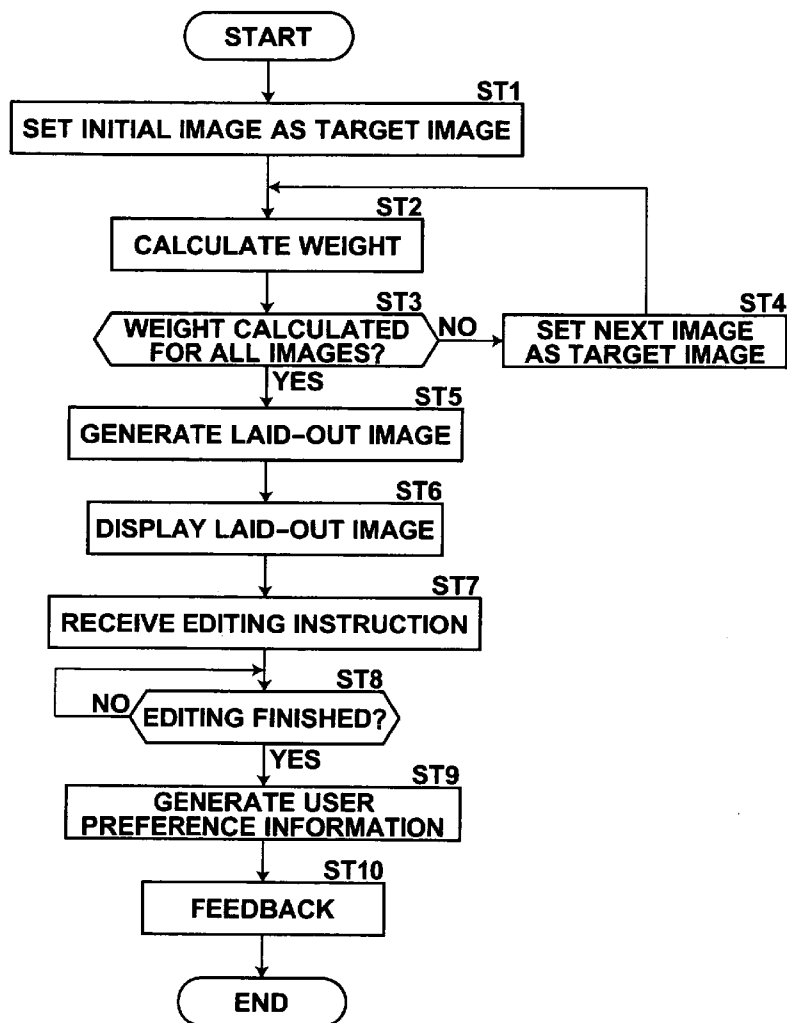 START
ST1
SET INITIAL IMAGE AS TARGET IMAGE
ST2
CALCULATE WEIGHT
ST3
WEIGHT CALCULATED
FOR ALL IMAGES?
NO
ST4
SET NEXT IMAGE
AS TARGET IMAGE
YES
ST5
GENERATE LAID-OUT IMAGE
ST6
DISPLAY LAID-OUT IMAGE
ST7
RECEIVE EDITING INSTRUCTION
ST8
NO
EDITING FINISHED?
YES
ST9
GENERATE USER
PREFERENCE INFORMATION
ST10
FEEDBACK
END